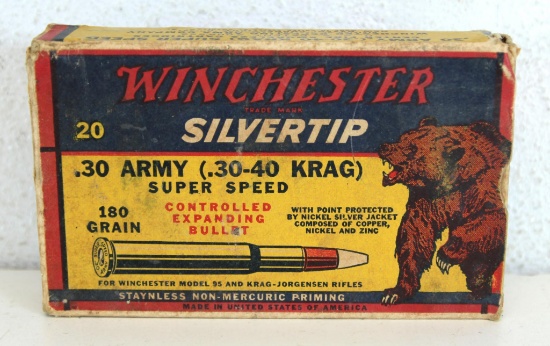 WINCHESTER
TRADE MARK
20 SILVERTIP
.30 ARMY (.30-40 KRAG)
SUPER SPEED
180 GRAIN
CONTROLLED
EXPANDING
BULLET
WITH POINT PROTECTED
BY NICKEL SILVER JACKET
COMPOSED OF COPPER,
NICKEL AND ZINC
FOR WINCHESTER MODEL 95 AND KRAG-JORGENSEN RIFLES
STAYNLESS NON-MERCURIC PRIMING
MADE IN UNITED STATES OF AMERICA